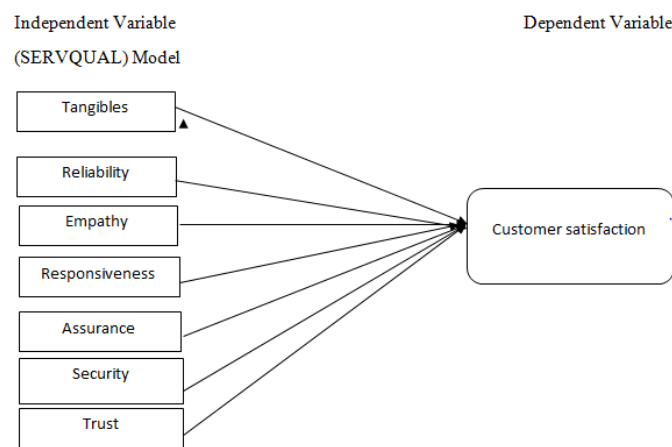 Independent Variable
Dependent Variable
(SERVQUAL) Model
Tangibles
Reliability
Empathy
Responsiveness
Assurance
Security
Trust
Customer satisfaction